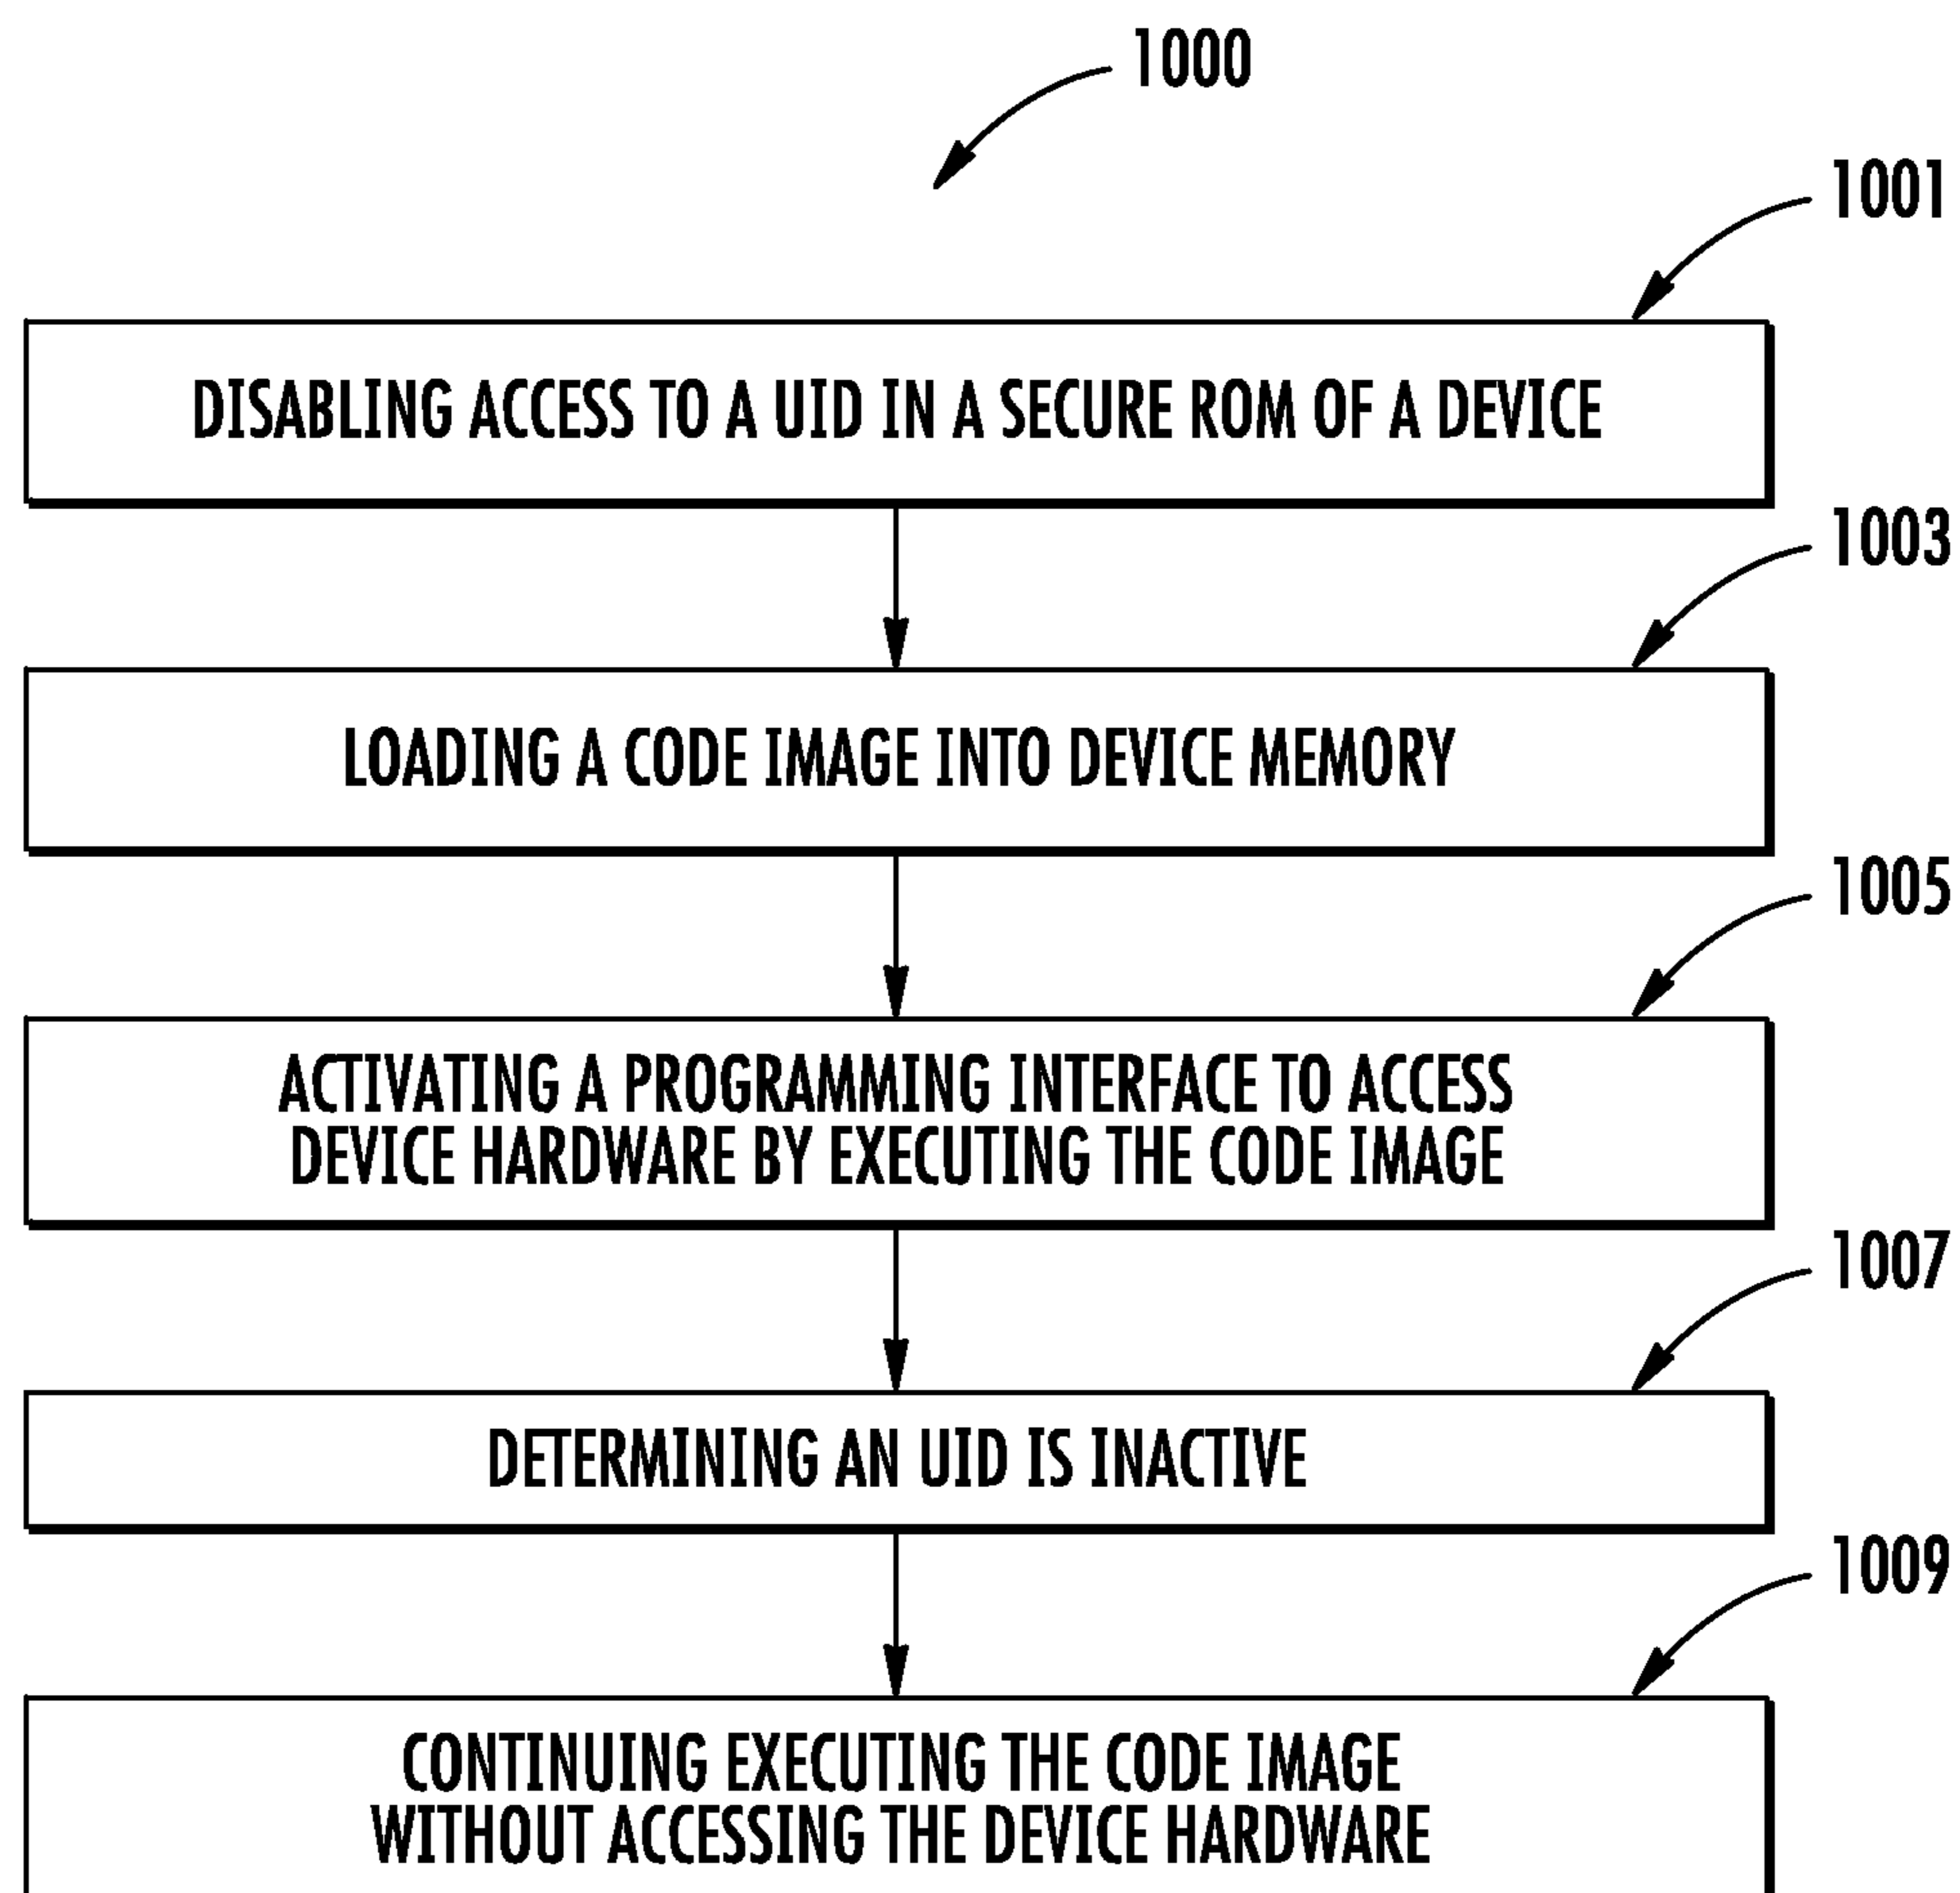 1000
1001
DISABLING ACCESS TO A UID IN A SECURE ROM OF A DEVICE
1003
LOADING A CODE IMAGE INTO DEVICE MEMORY
1005
ACTIVATING A PROGRAMMING INTERFACE TO ACCESS
DEVICE HARDWARE BY EXECUTING THE CODE IMAGE
1007
DETERMINING AN UID IS INACTIVE
1009
CONTINUING EXECUTING THE CODE IMAGE
WITHOUT ACCESSING THE DEVICE HARDWARE